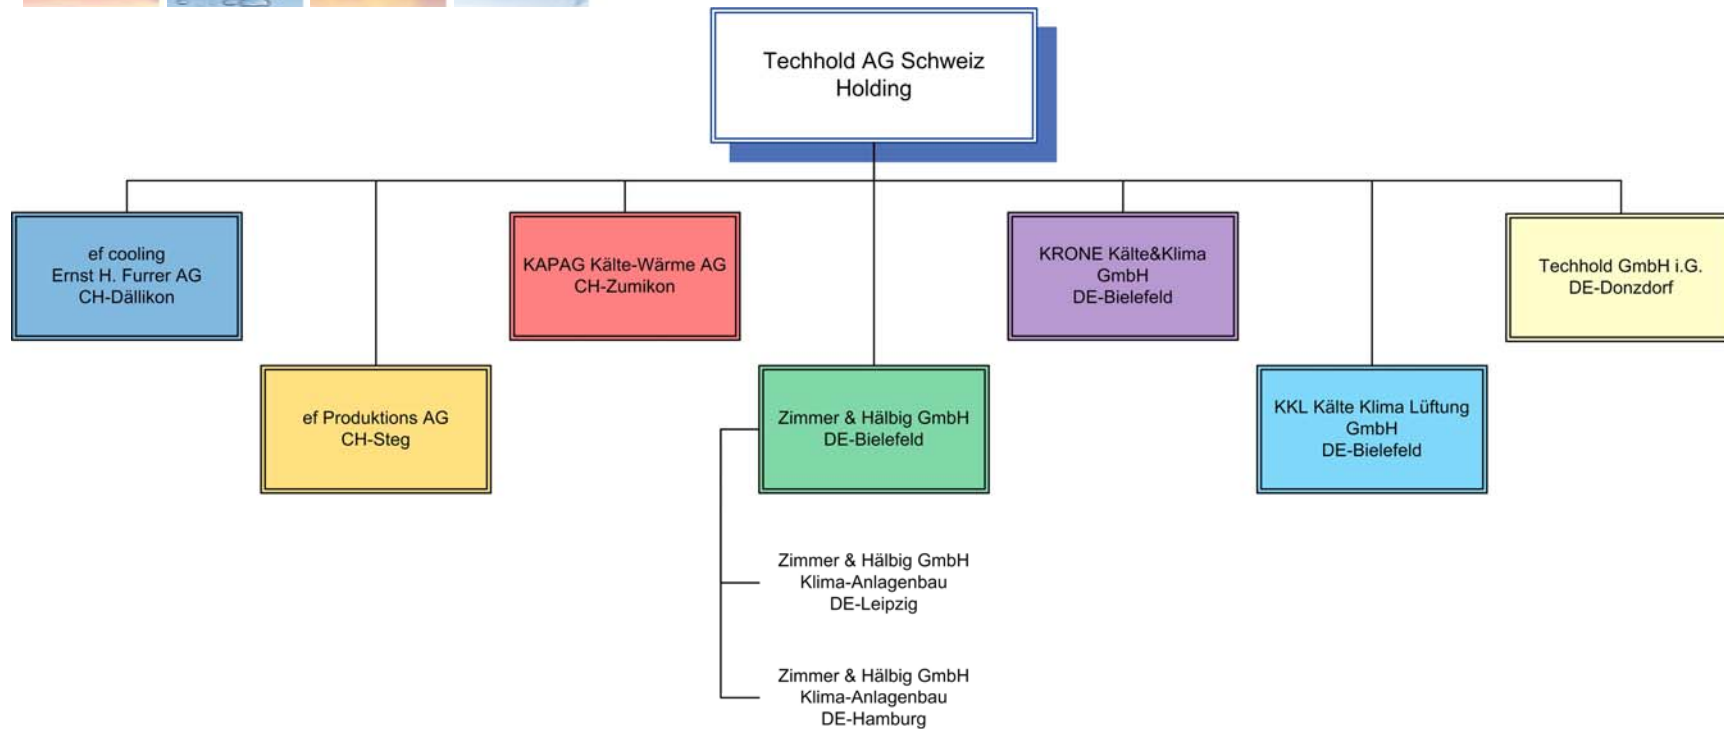 Techhold AG Schweiz
Holding
ef cooling
Ernst H. Furrer AG
CH-Dällikon
ef Produktions AG
CH-Steg
KAPAG Kälte-Wärme AG
CH-Zumikon
Zimmer & Hälbig GmbH
DE-Bielefeld
Zimmer & Hälbig GmbH
Klima-Anlagenbau
DE-Leipzig
Zimmer & Hälbig GmbH
Klima-Anlagenbau
DE-Hamburg
KRONE Kälte&Klima
GmbH
DE-Bielefeld
KKL Kälte Klima Lüftung
GmbH
DE-Bielefeld
Techhold GmbH i.G.
DE-Donzdorf